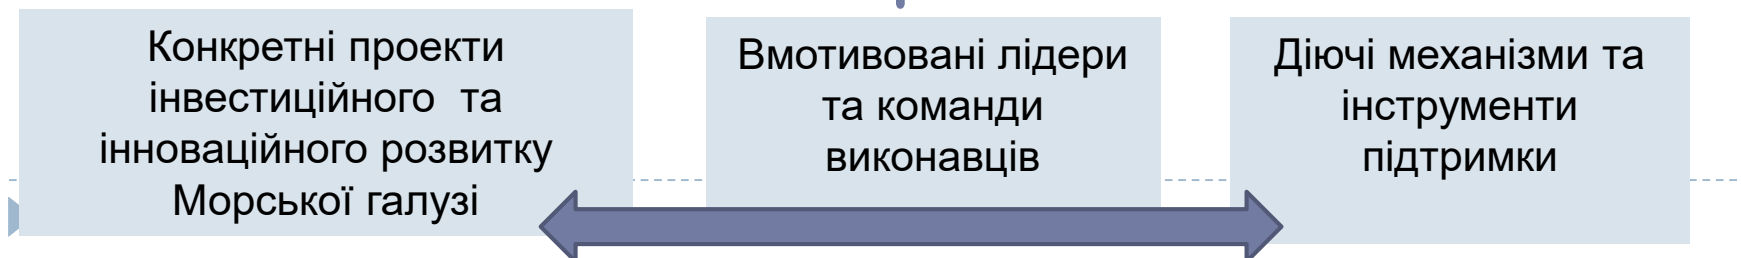 Конкретні проекти
інвестиційного та
інноваційного розвитку
Морської галузі
Вмотивовані лідери
та команди
виконавців
Діючі механізми та
інструменти
підтримки